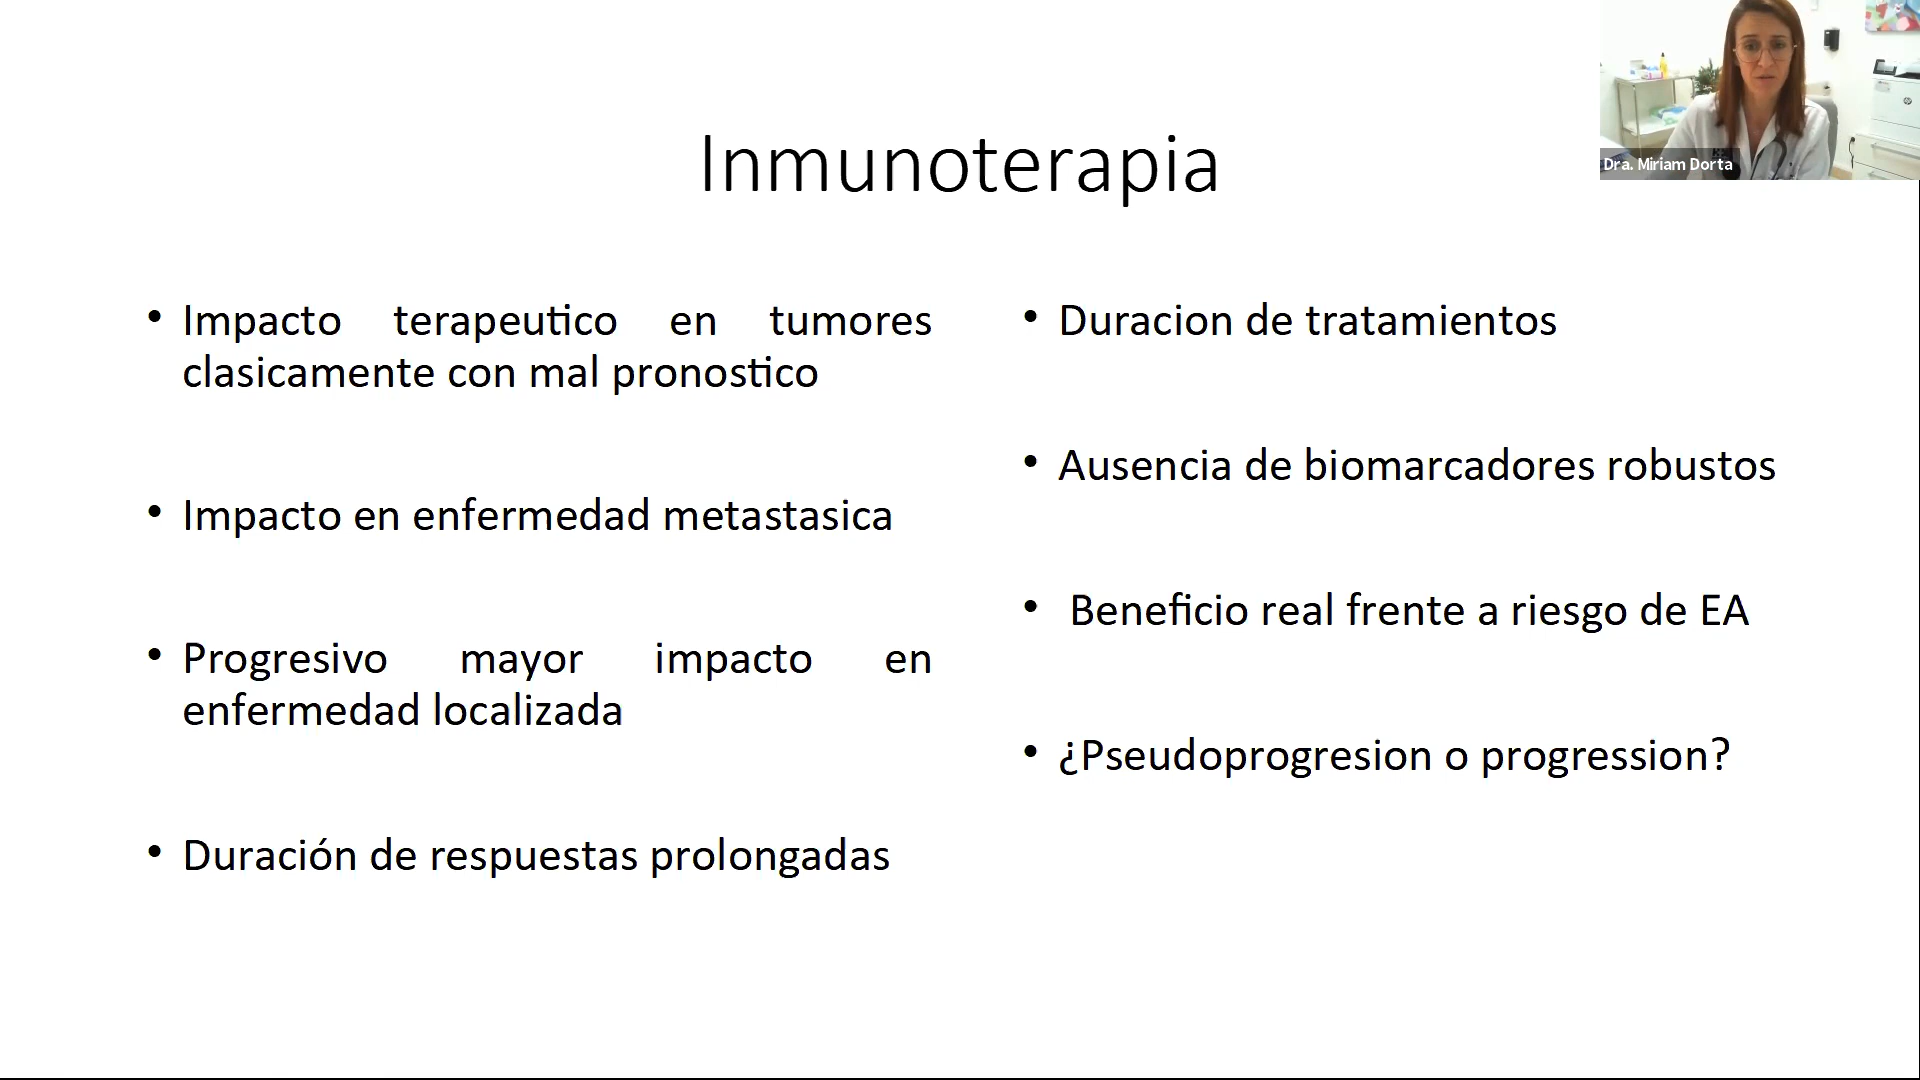 Inmunoterapia
Dra. Miriam Dorta
• Impacto terapeutico en tumores
clasicamente con mal pronostico
• Impacto en enfermedad metastasica
• Progresivo mayor impacto en
enfermedad localizada
• Duración de respuestas prolongadas
• Duracion de tratamientos
• Ausencia de biomarcadores robustos
• Beneficio real frente a riesgo de EA
• ¿Pseudoprogresion o progression?